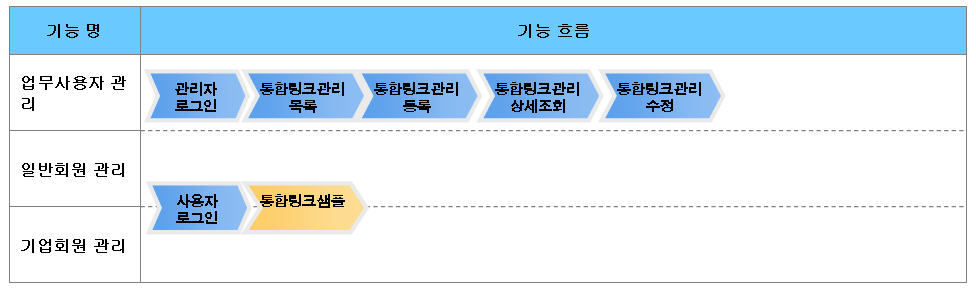 기능 명
기능 흐름
업무사용자 관
리
관리자
로그인
통합링크관리
목록
통합링크관리
등록
통합링크관리
상세조회
통합링크관리
수정
일반회원 관리
사용자
로그인
통합링크샘플
기업회원 관리